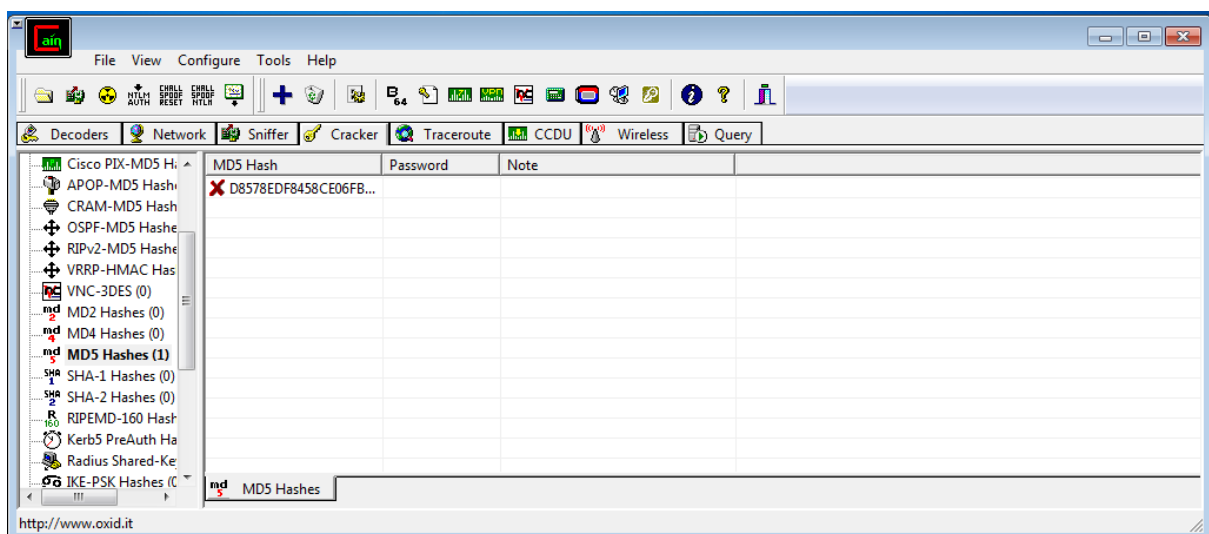 Cain
File View Configure Tools Help
NTLM AUTH CHALL SPOOF RESET CHALL SPOOF NTLM B 64
Decoders Network Sniffer Cracker Traceroute CCDU Wireless Query
Cisco PIX-MD5 Ha
APOP-MD5 Hash
CRAM-MD5 Hash
OSPF-MD5 Hashe
RIPv2-MD5 Hashe
VRRP-HMAC Has
VNC-3DES (0)
MD2 Hashes (0)
MD4 Hashes (0)
MD5 Hashes (1)
SHA-1 Hashes (0)
SHA-2 Hashes (0)
RIPEMD-160 Hash
Kerb5 PreAuth Ha
Radius Shared-Ke
IKE-PSK Hashes (0
MD5 Hash Password Note
D8578EDF8458CE06FB...
md 5 MD5 Hashes
http://www.oxid.it